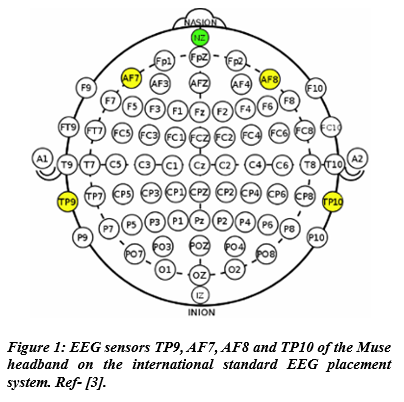 NASION
NZ
Fp1 FpZ Fp2
AF7 AF3 AFZ AF4 AF8
F9 F7 F5 F3 F1 Fz F2 F4 F6 F8 F10
FT9 FT7 FC5 FC3 FC1 FCZ FC2 FC4 FC6 FC8 FC10
A1 T9 T7 C5 C3 C1 Cz C2 C4 C6 T8 T10 A2
TP9 TP7 CP5 CP3 CP1 CPZ CP2 CP4 CP6 CP8 TP10
P9 P7 P5 P3 P1 Pz P2 P4 P6 P8 P10
PO7 PO3 POZ PO4 PO8
O1 OZ O2
IZ
INION
Figure 1: EEG sensors TP9, AF7, AF8 and TP10 of the Muse
headband on the international standard EEG placement
system. Ref- [3].